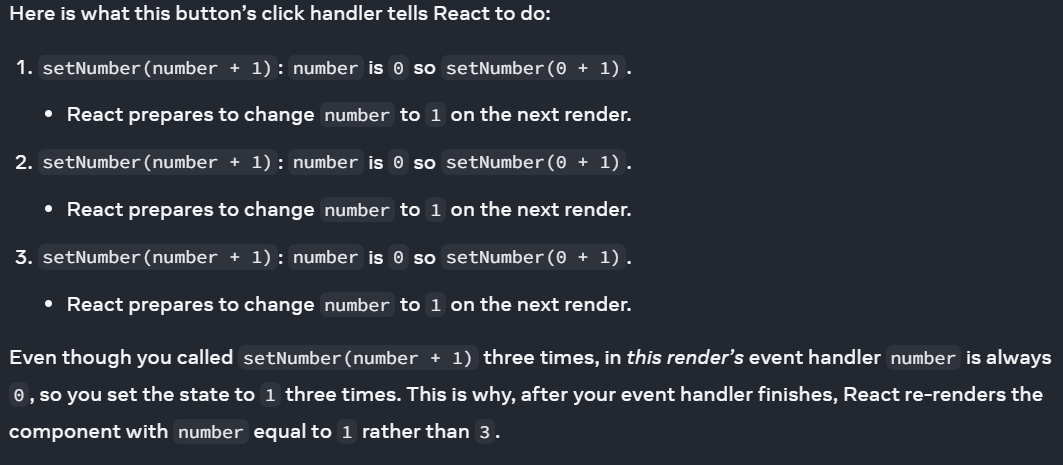 Here is what this button’s click handler tells React to do:
1. setNumber(number + 1): number is 0 so setNumber(0 + 1).
• React prepares to change number to 1 on the next render.
2. setNumber(number + 1): number is 0 so setNumber(0 + 1).
• React prepares to change number to 1 on the next render.
3. setNumber(number + 1): number is 0 so setNumber(0 + 1).
• React prepares to change number to 1 on the next render.
Even though you called setNumber(number + 1) three times, in this render’s event handler number is always
0, so you set the state to 1 three times. This is why, after your event handler finishes, React re-renders the
component with number equal to 1 rather than 3.